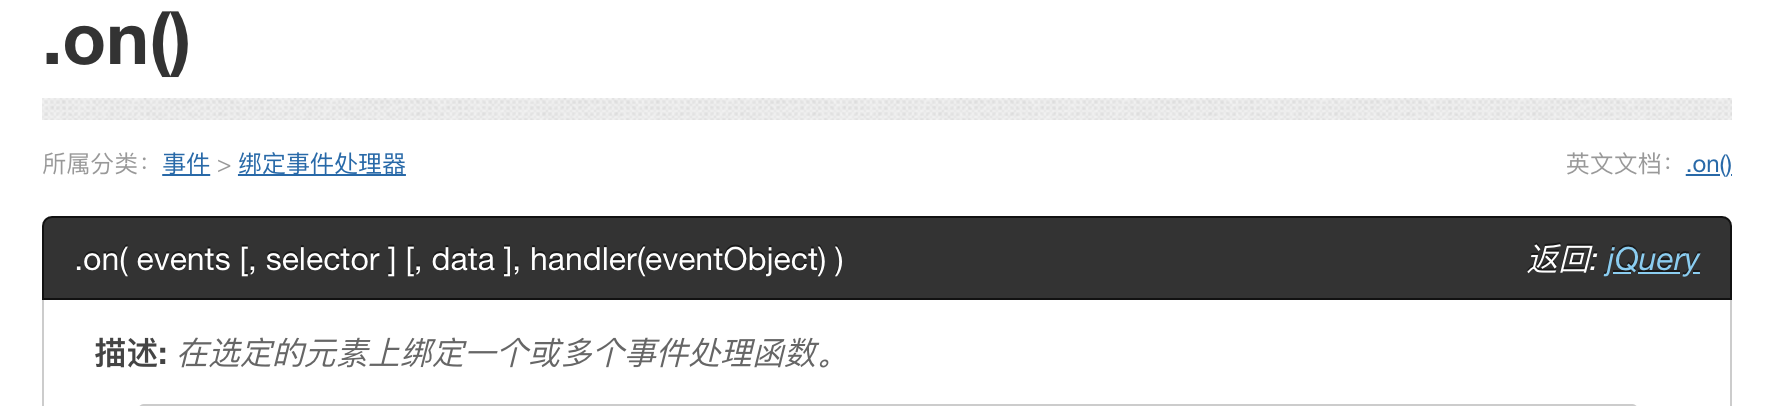 .on()
所属分类：事件 > 绑定事件处理器
英文文档：.on()
.on( events [, selector ] [, data ], handler(eventObject) )
返回: jQuery
描述: 在选定的元素上绑定一个或多个事件处理函数。